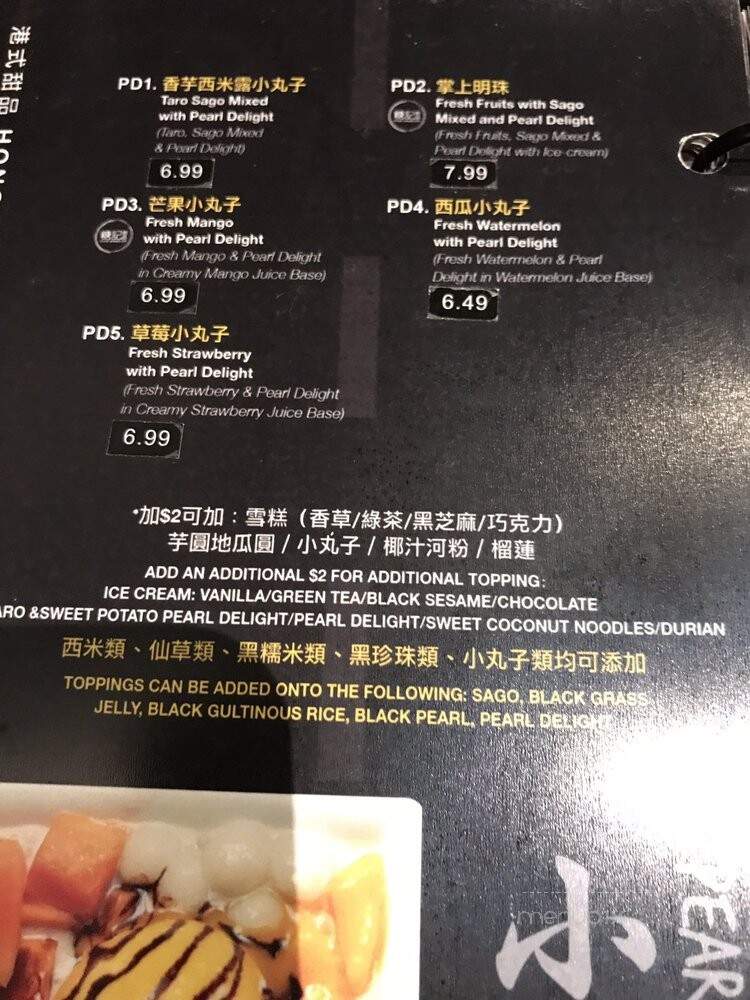 港式甜品 HONG
PD1. 香芋西米露小丸子
Taro Sago Mixed
with Pearl Delight
(Taro, Sago Mixed
& Pearl Delight)
6.99
PD2. 掌上明珠
Fresh Fruits with Sago
Mixed and Pearl Delight
(Fresh Fruits, Sago Mixed &
Pearl Delight with Ice-cream)
7.99
PD3. 芒果小丸子
Fresh Mango
with Pearl Delight
(Fresh Mango & Pearl Delight
in Creamy Mango Juice Base)
6.99
PD4. 西瓜小丸子
Fresh Watermelon
with Pearl Delight
(Fresh Watermelon & Pearl
Delight in Watermelon Juice Base)
6.49
PD5. 草莓小丸子
Fresh Strawberry
with Pearl Delight
(Fresh Strawberry & Pearl Delight
in Creamy Strawberry Juice Base)
6.99
*加$2可加：雪糕（香草/綠茶/黑芝麻/巧克力）
芋圓地瓜圓 / 小丸子 / 椰汁河粉 / 榴蓮
ADD AN ADDITIONAL $2 FOR ADDITIONAL TOPPING:
ICE CREAM: VANILLA/GREEN TEA/BLACK SESAME/CHOCOLATE
ARO &SWEET POTATO PEARL DELIGHT/PEARL DELIGHT/SWEET COCONUT NOODLES/DURIAN
西米類、仙草類、黑糯米類、黑珍珠類、小丸子類均可添加
TOPPINGS CAN BE ADDED ONTO THE FOLLOWING: SAGO, BLACK GRASS
JELLY, BLACK GULTINOUS RICE, BLACK PEARL, PEARL DELIGHT
小
PEAR